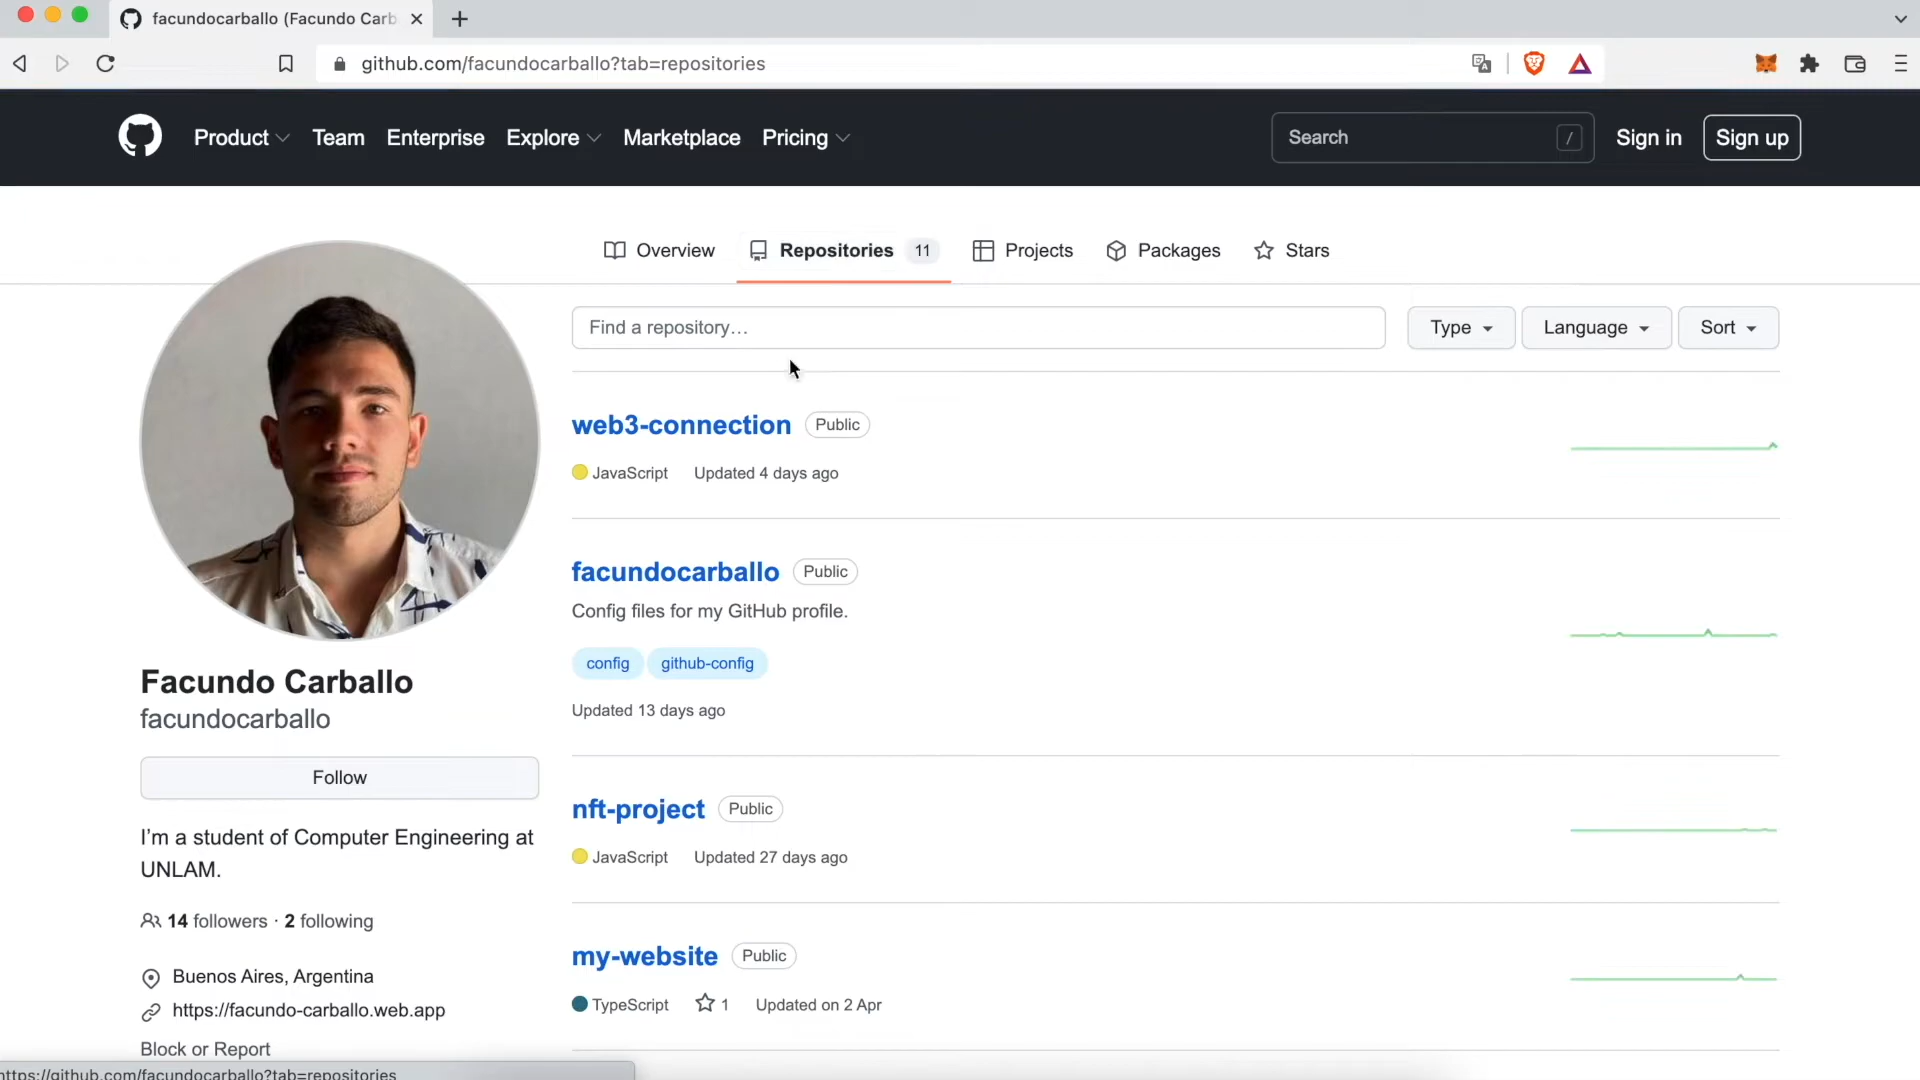 facundocarballo (Facundo Carb
github.com/facundocarballo?tab=repositories
Product Team Enterprise Explore Marketplace Pricing Search / Sign in Sign up
Overview Repositories 11 Projects Packages Stars
Find a repository… Type Language Sort
web3-connection Public
JavaScript Updated 4 days ago
facundocarballo Public
Config files for my GitHub profile.
config github-config
Updated 13 days ago
nft-project Public
JavaScript Updated 27 days ago
my-website Public
TypeScript 1 Updated on 2 Apr
Facundo Carballo
facundocarballo
Follow
I'm a student of Computer Engineering at
UNLAM.
14 followers · 2 following
Buenos Aires, Argentina
https://facundo-carballo.web.app
Block or Report
https://github.com/facundocarballo?tab=repositories